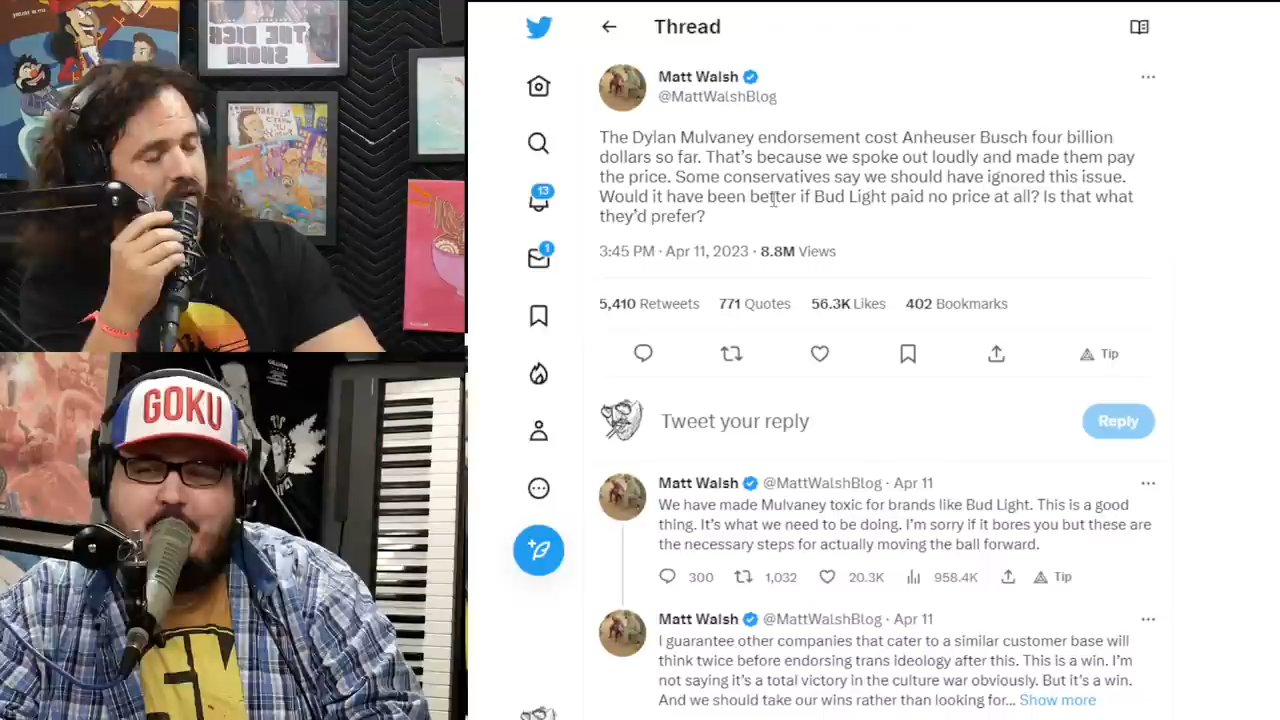 THE DICK
SHOW
GOKU
Thread
Matt Walsh
@MattWalshBlog
The Dylan Mulvaney endorsement cost Anheuser Busch four billion
dollars so far. That's because we spoke out loudly and made them pay
the price. Some conservatives say we should have ignored this issue.
Would it have been better if Bud Light paid no price at all? Is that what
they'd prefer?
3:45 PM · Apr 11, 2023 · 8.8M Views
5,410 Retweets 771 Quotes 56.3K Likes 402 Bookmarks
Tip
13
1
Tweet your reply
Reply
Matt Walsh @MattWalshBlog · Apr 11
We have made Mulvaney toxic for brands like Bud Light. This is a good
thing. It's what we need to be doing. I'm sorry if it bores you but these are
the necessary steps for actually moving the ball forward.
300 1,032 20.3K 958.4K Tip
Matt Walsh @MattWalshBlog · Apr 11
I guarantee other companies that cater to a similar customer base will
think twice before endorsing trans ideology after this. This is a win. I'm
not saying it's a total victory in the culture war obviously. But it's a win.
And we should take our wins rather than looking for... Show more